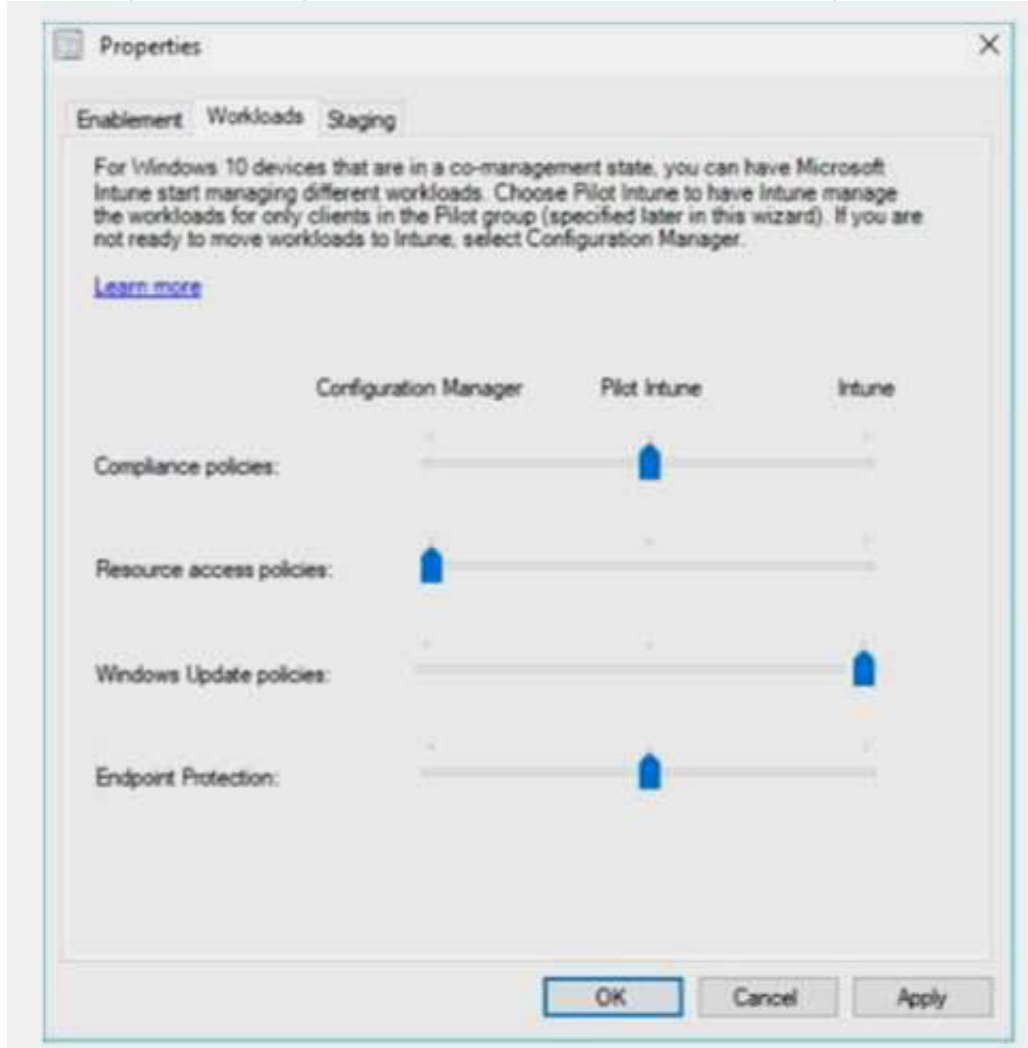 Properties
Enablement Workloads Staging
For Windows 10 devices that are in a co-management state, you can have Microsoft
Intune start managing different workloads. Choose Pilot Intune to have Intune manage
the workloads for only clients in the Pilot group (specified later in this wizard). If you are
not ready to move workloads to Intune, select Configuration Manager.
Learn more
Configuration Manager Pilot Intune Intune
Compliance policies:
Resource access policies:
Windows Update policies:
Endpoint Protection:
OK Cancel Apply